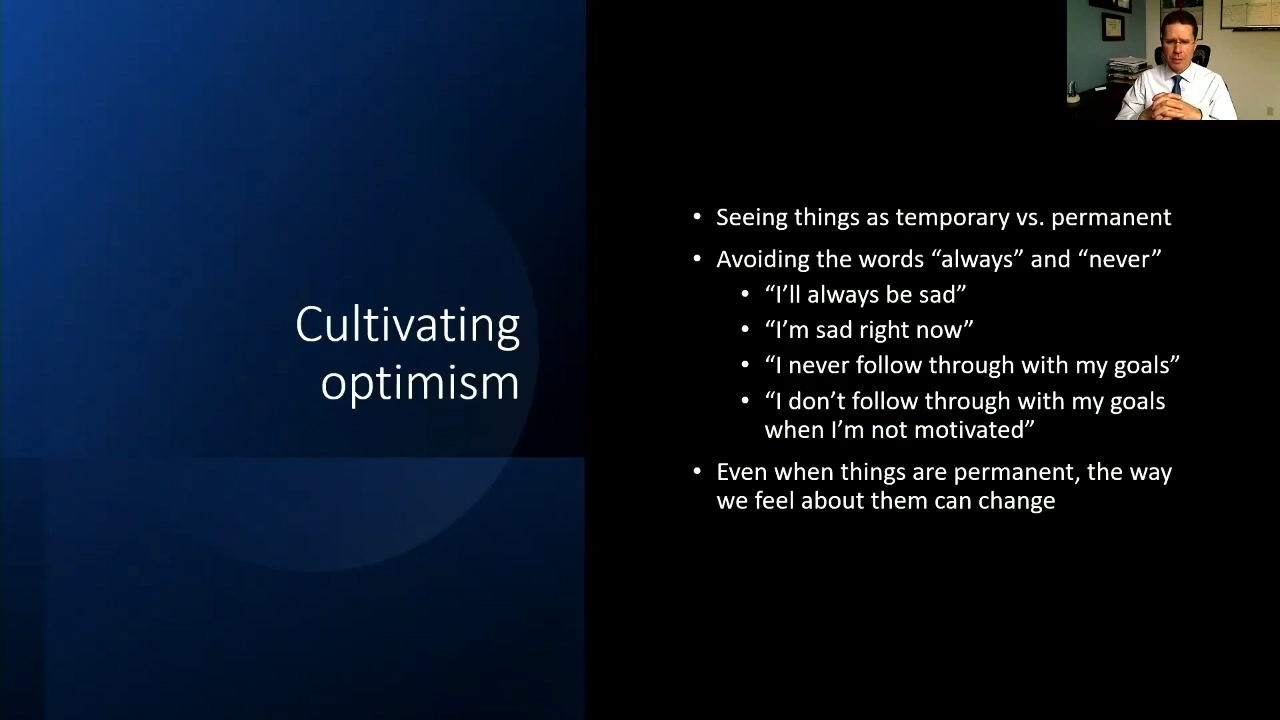 Cultivating
optimism
• Seeing things as temporary vs. permanent
• Avoiding the words “always” and “never”
• “I’ll always be sad”
• “I’m sad right now”
• “I never follow through with my goals”
• “I don’t follow through with my goals
when I’m not motivated”
• Even when things are permanent, the way
we feel about them can change